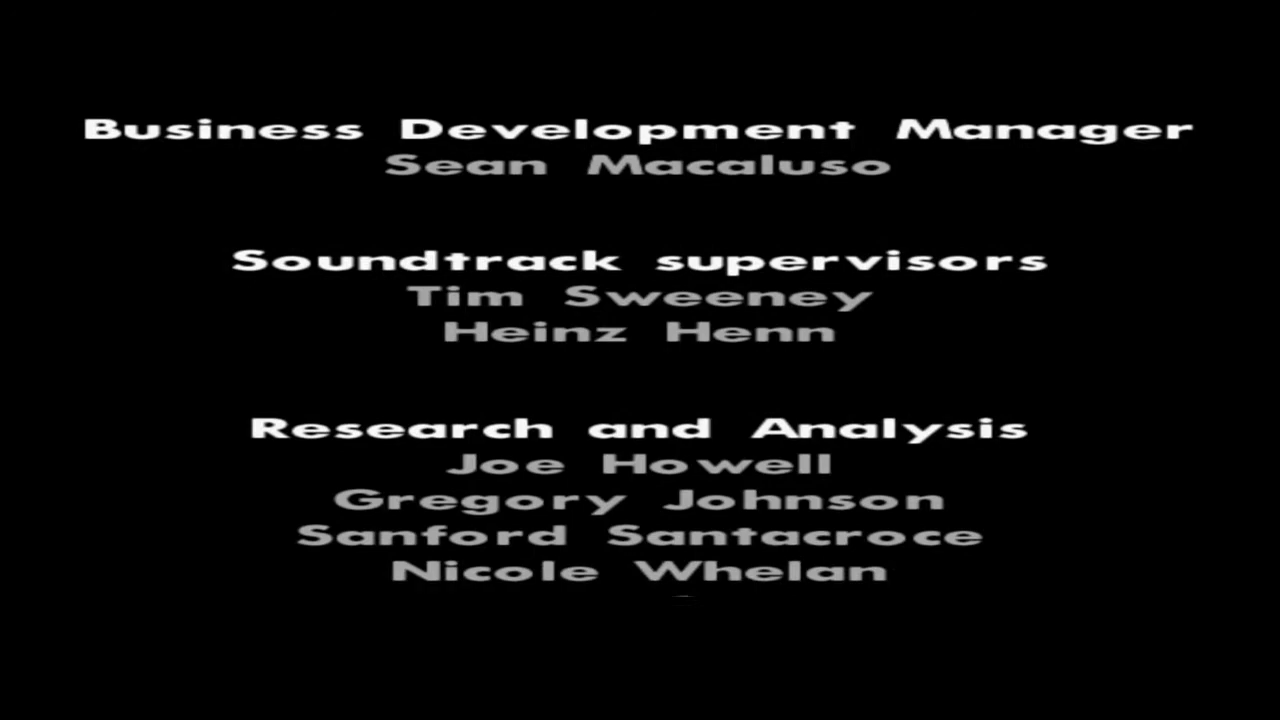 Business Development Manager
Sean Macaluso
Soundtrack supervisors
Tim Sweeney
Heinz Henn
Research and Analysis
Joe Howell
Gregory Johnson
Sanford Santacroce
Nicole Whelan